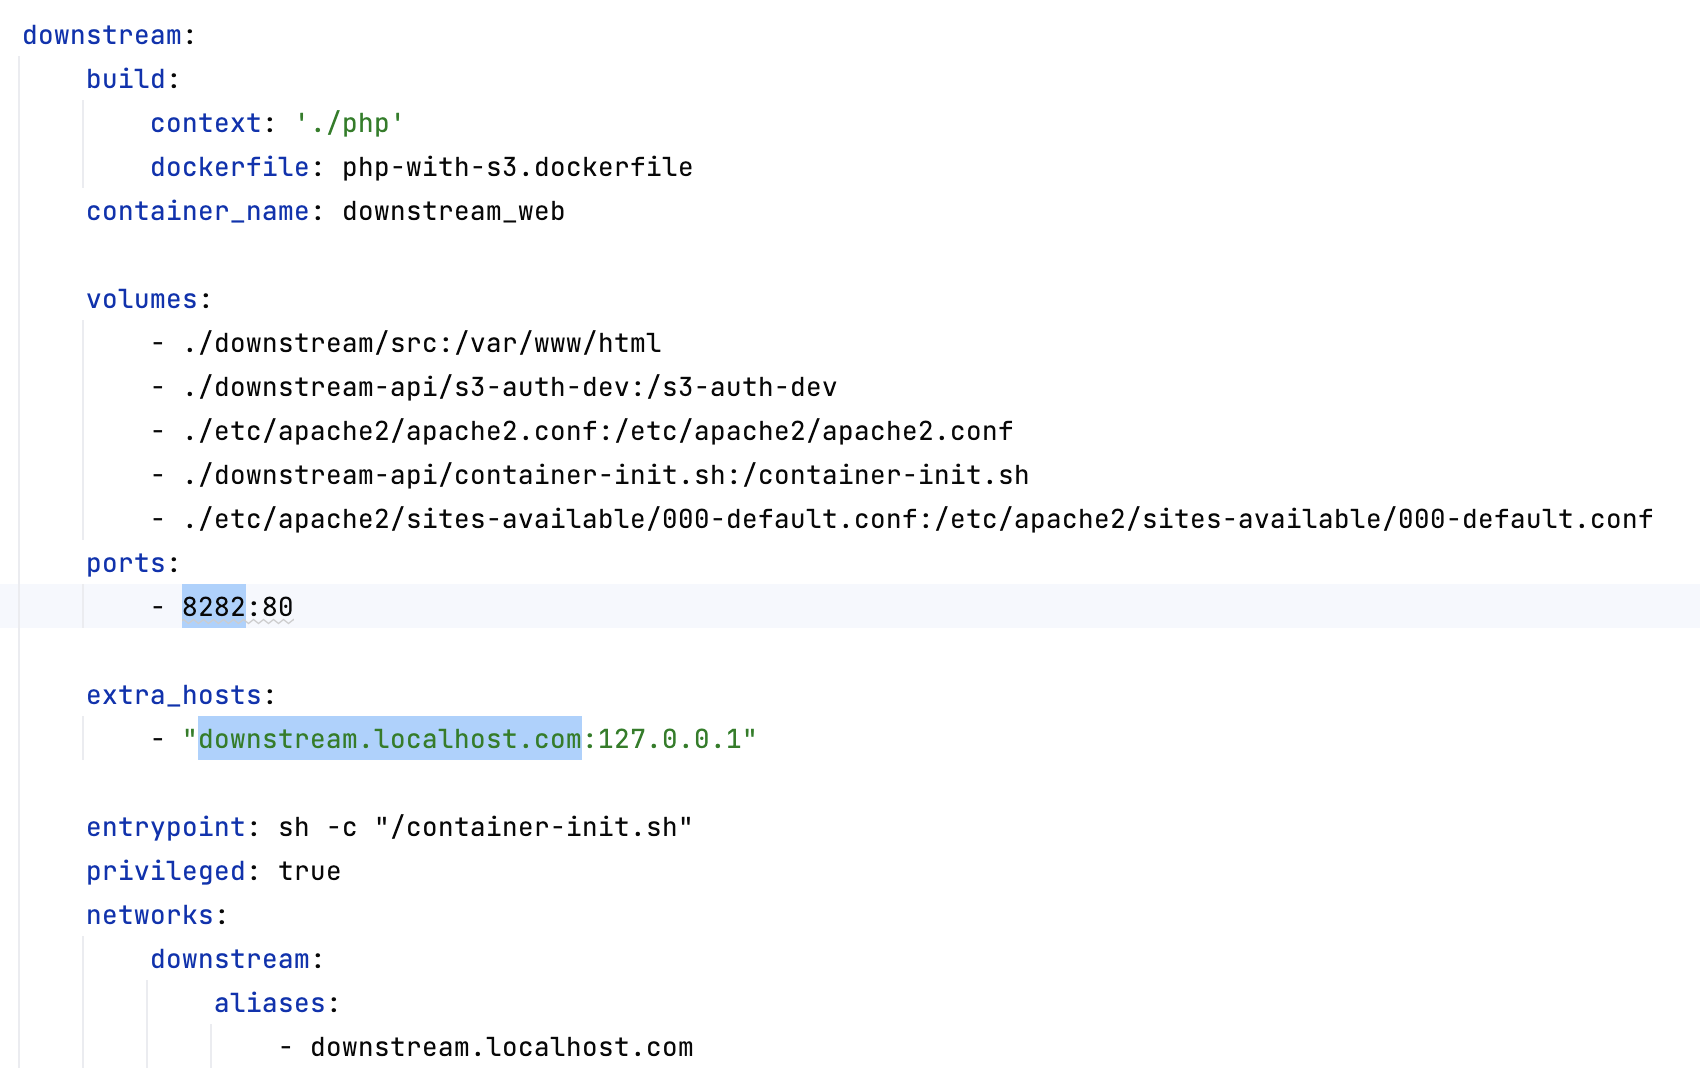 downstream:
build:
context: './php'
dockerfile: php-with-s3.dockerfile
container_name: downstream_web
volumes:
- ./downstream/src:/var/www/html
- ./downstream-api/s3-auth-dev:/s3-auth-dev
- ./etc/apache2/apache2.conf:/etc/apache2/apache2.conf
- ./downstream-api/container-init.sh:/container-init.sh
- ./etc/apache2/sites-available/000-default.conf:/etc/apache2/sites-available/000-default.conf
ports:
- 8282:80
extra_hosts:
- "downstream.localhost.com:127.0.0.1"
entrypoint: sh -c "/container-init.sh"
privileged: true
networks:
downstream:
aliases:
- downstream.localhost.com